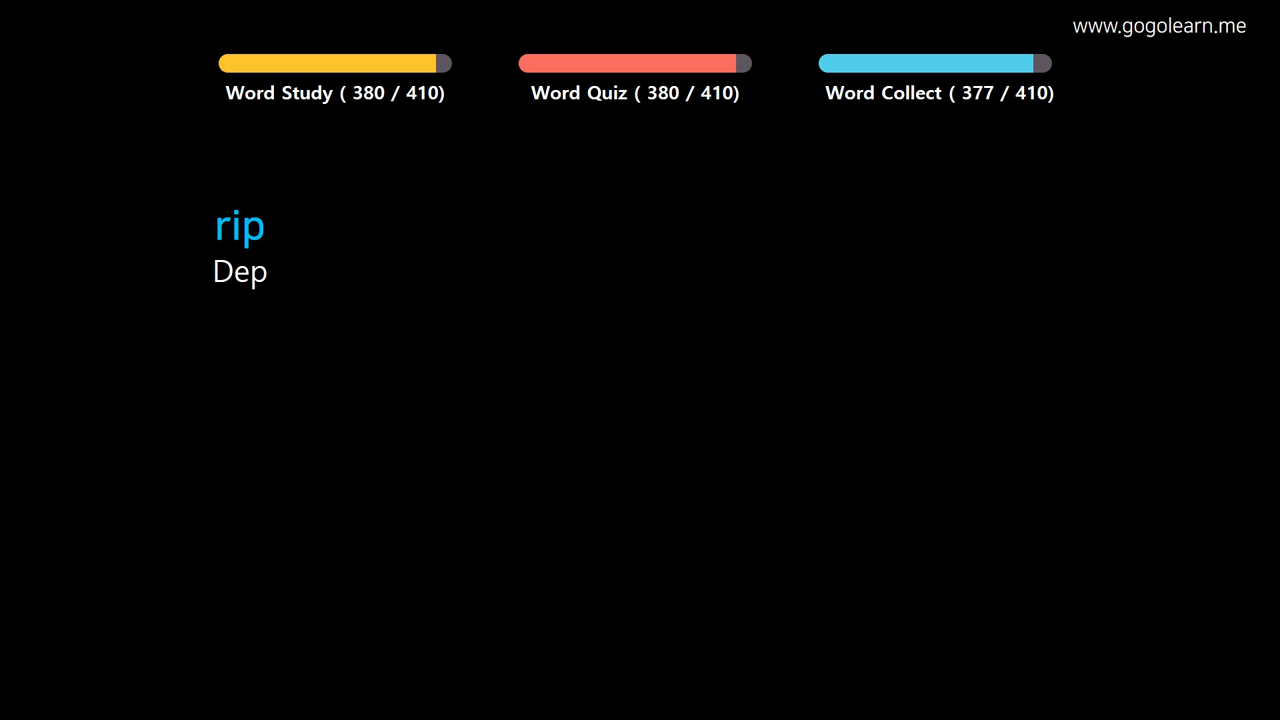 www.gogolearn.me
Word Study ( 380 / 410)
Word Quiz ( 380 / 410)
Word Collect ( 377 / 410)
rip
Dep